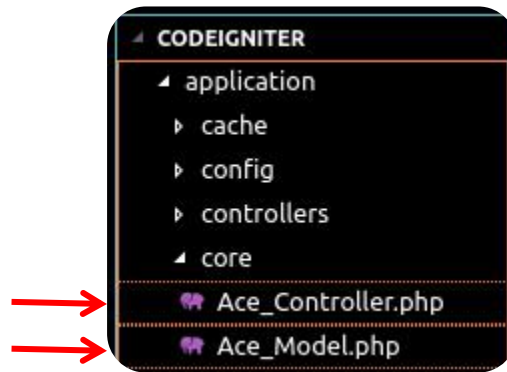 CODEIGNITER
application
cache
config
controllers
core
Ace_Controller.php
Ace_Model.php